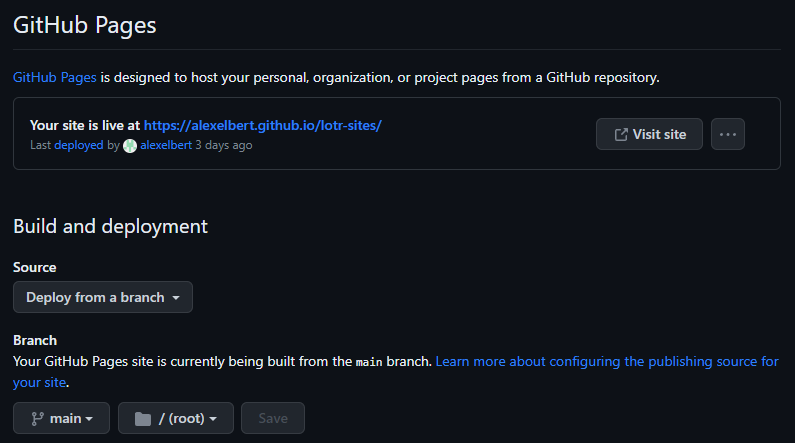 GitHub Pages
GitHub Pages is designed to host your personal, organization, or project pages from a GitHub repository.
Your site is live at https://alexelbert.github.io/lotr-sites/
Visit site
Last deployed by alexelbert 3 days ago
Build and deployment
Source
Deploy from a branch
Branch
Your GitHub Pages site is currently being built from the main branch. Learn more about configuring the publishing source for
your site.
main
/ (root)
Save